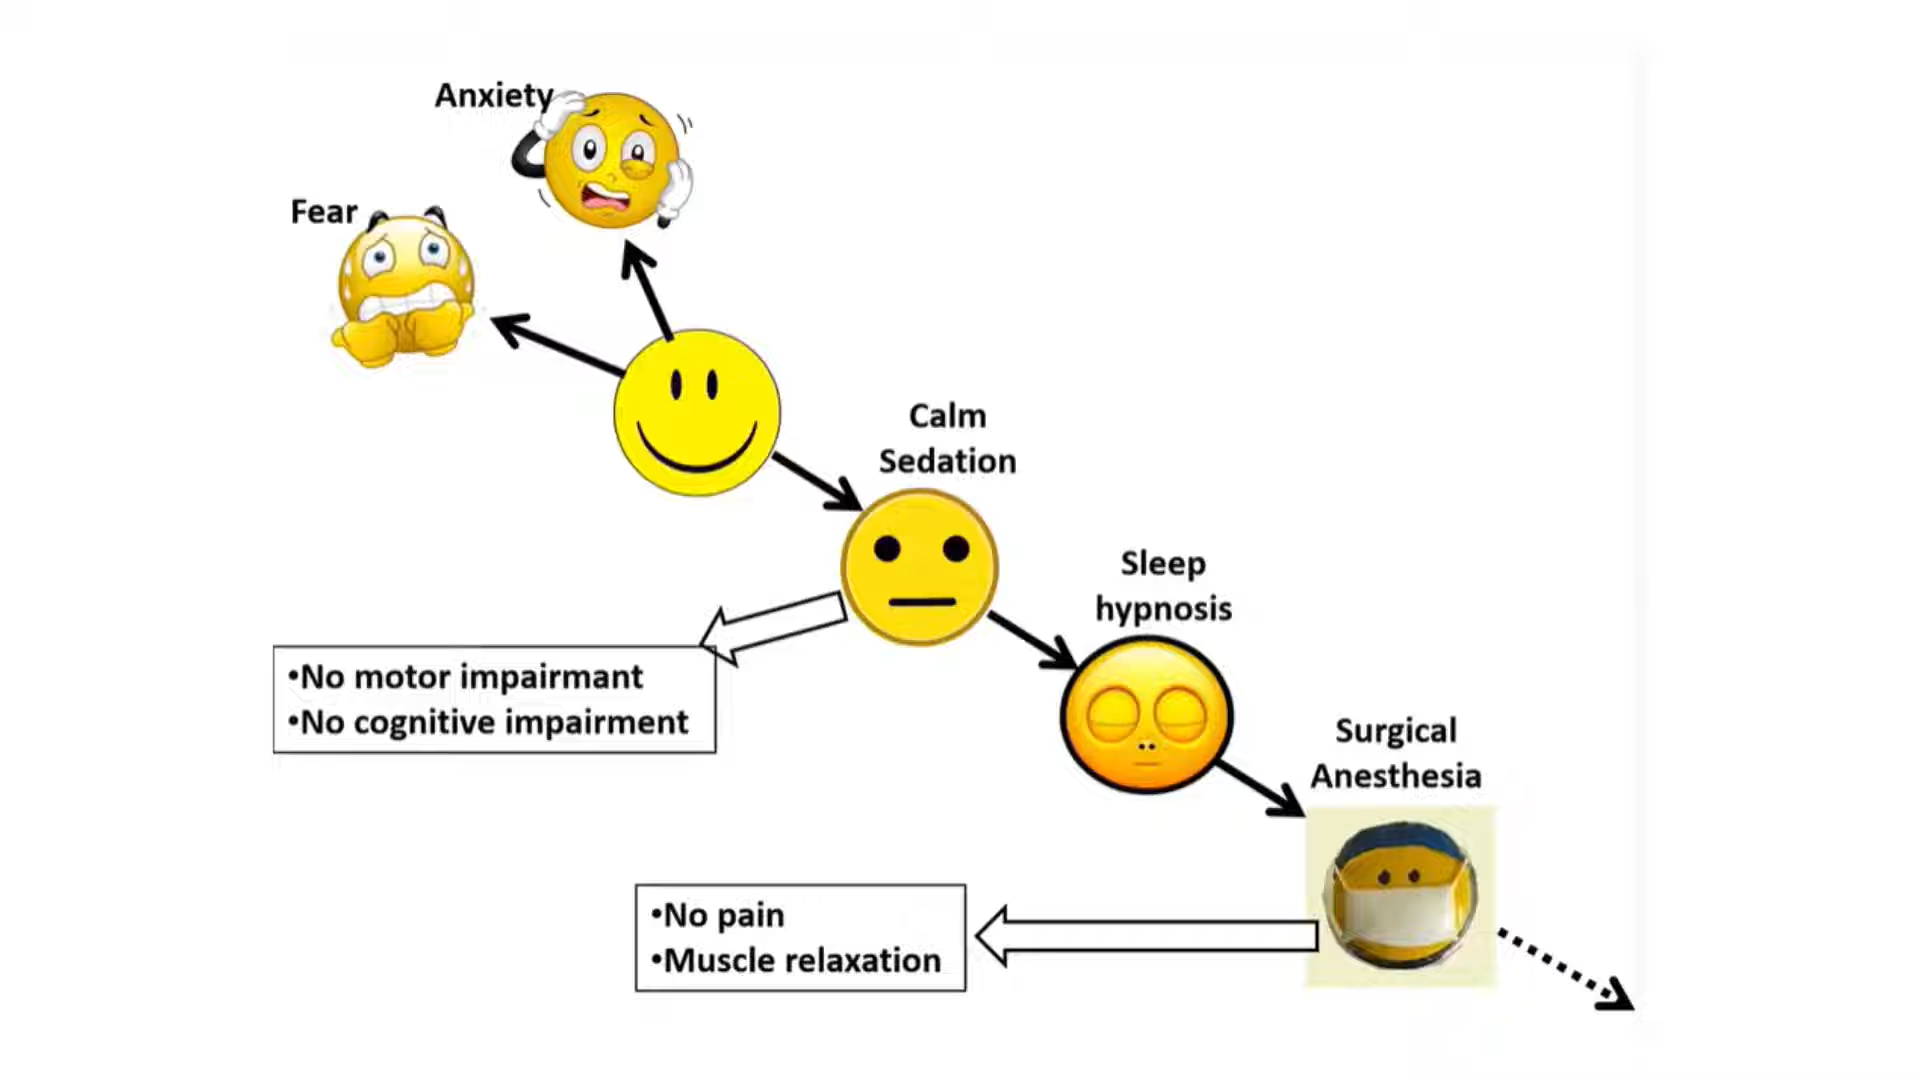 Anxiety
Fear
Calm
Sedation
Sleep
hypnosis
•No motor impairmant
•No cognitive impairment
Surgical
Anesthesia
•No pain
•Muscle relaxation